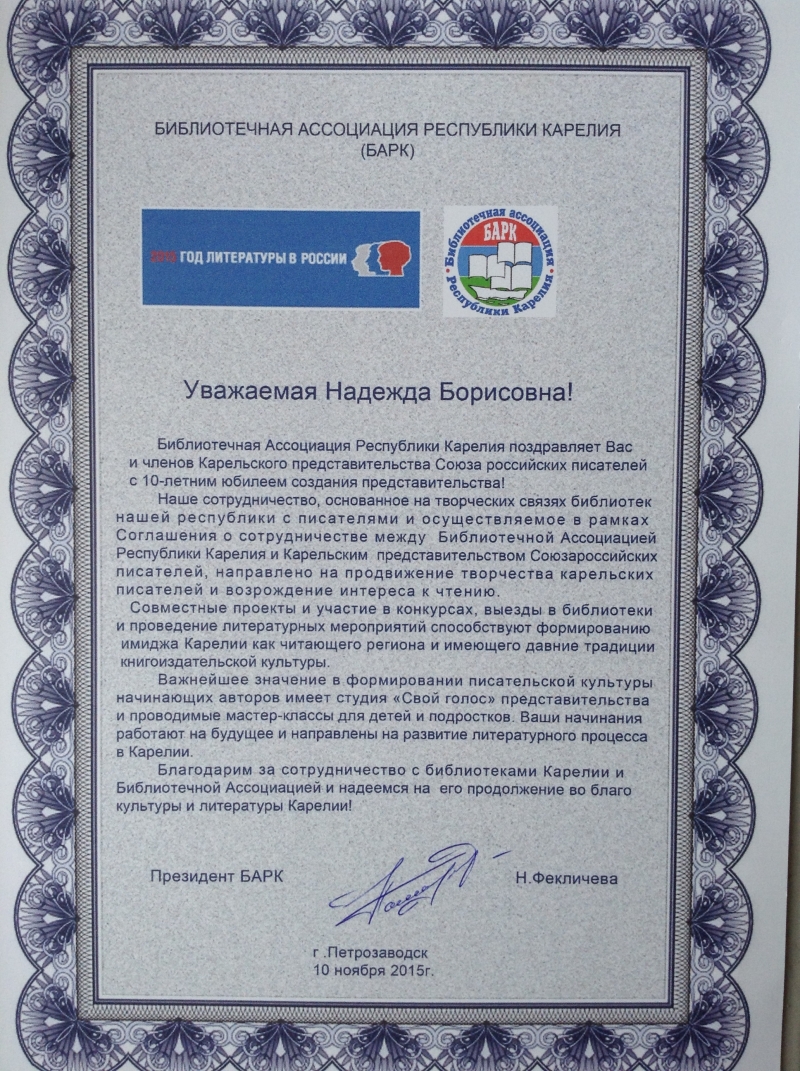 БИБЛИОТЕЧНАЯ АССОЦИАЦИЯ РЕСПУБЛИКИ КАРЕЛИЯ
(БАРК)
2015 ГОД ЛИТЕРАТУРЫ В РОССИИ
Библиотечная ассоциация
БАРК
Республики Карелия
Уважаемая Надежда Борисовна!
Библиотечная Ассоциация Республики Карелия поздравляет Вас
и членов Карельского представительства Союза российских писателей
с 10-летним юбилеем создания представительства!
Наше сотрудничество, основанное на творческих связях библиотек
нашей республики с писателями и осуществляемое в рамках
Соглашения о сотрудничестве между Библиотечной Ассоциацией
Республики Карелия и Карельским представительством Союзароссийских
писателей, направлено на продвижение творчества карельских
писателей и возрождение интереса к чтению.
Совместные проекты и участие в конкурсах, выезды в библиотеки
и проведение литературных мероприятий способствуют формированию
имиджа Карелии как читающего региона и имеющего давние традиции
книгоиздательской культуры.
Важнейшее значение в формировании писательской культуры
начинающих авторов имеет студия «Свой голос» представительства
и проводимые мастер-классы для детей и подростков. Ваши начинания
работают на будущее и направлены на развитие литературного процесса
в Карелии.
Благодарим за сотрудничество с библиотеками Карелии и
Библиотечной Ассоциацией и надеемся на его продолжение во благо
культуры и литературы Карелии!
Президент БАРК Н.Фекличева
г .Петрозаводск
10 ноября 2015г.